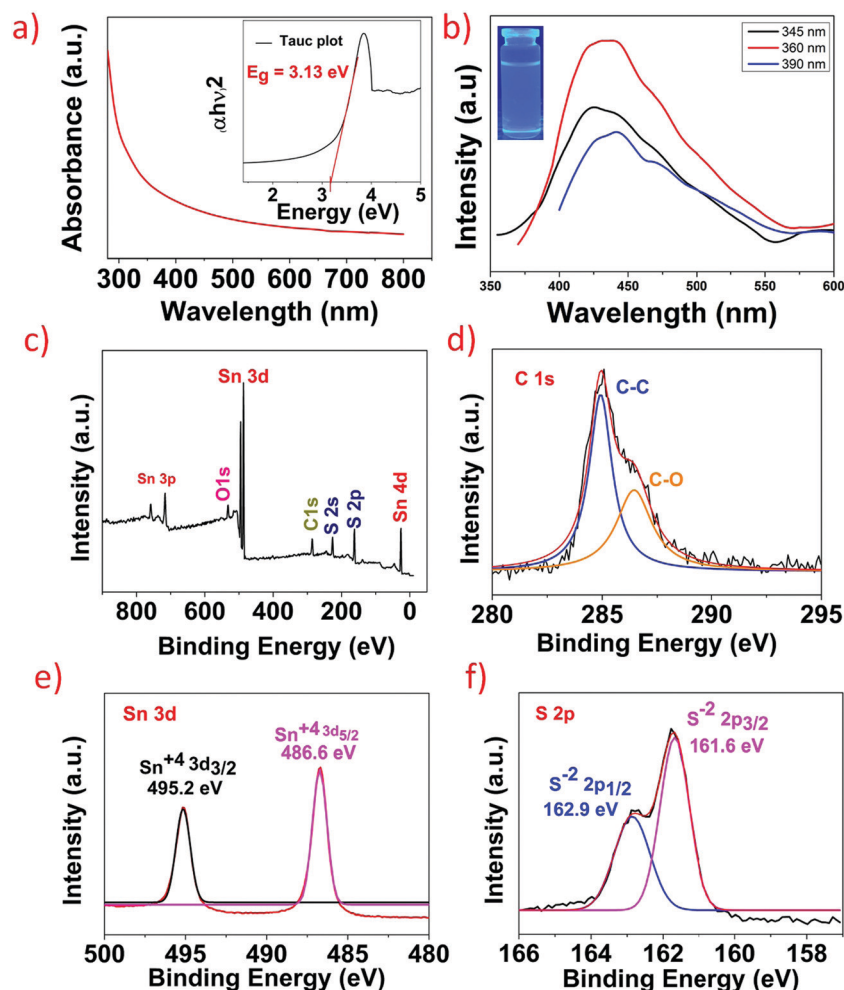 a)
Absorbance (a.u.)
300 400 500 600 700 800
Wavelength (nm)
(αhν)2
Tauc plot
Eg = 3.13 eV
2 3 4 5
Energy (eV)
b)
Intensity (a.u)
345 nm
360 nm
390 nm
350 400 450 500 550 600
Wavelength (nm)
c)
Intensity (a.u.)
Sn 3p
O1s
Sn 3d
C1s
S 2s
S 2p
Sn 4d
800 600 400 200 0
Binding Energy (eV)
d)
Intensity (a.u.)
C 1s
C-C
C-O
280 285 290 295
Binding Energy (eV)
e)
Intensity (a.u.)
Sn 3d
Sn+4 3d3/2
495.2 eV
Sn+4 3d5/2
486.6 eV
500 495 490 485 480
Binding Energy (eV)
f)
Intensity (a.u.)
S 2p
S-2 2p1/2
162.9 eV
S-2 2p3/2
161.6 eV
166 164 162 160 158
Binding Energy (eV)